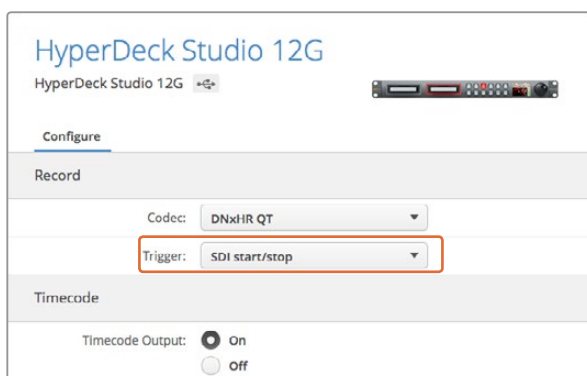 HyperDeck Studio 12G
HyperDeck Studio 12G
Configure
Record
Codec: DNxHR QT
Trigger: SDI start/stop
Timecode
Timecode Output: On
Off